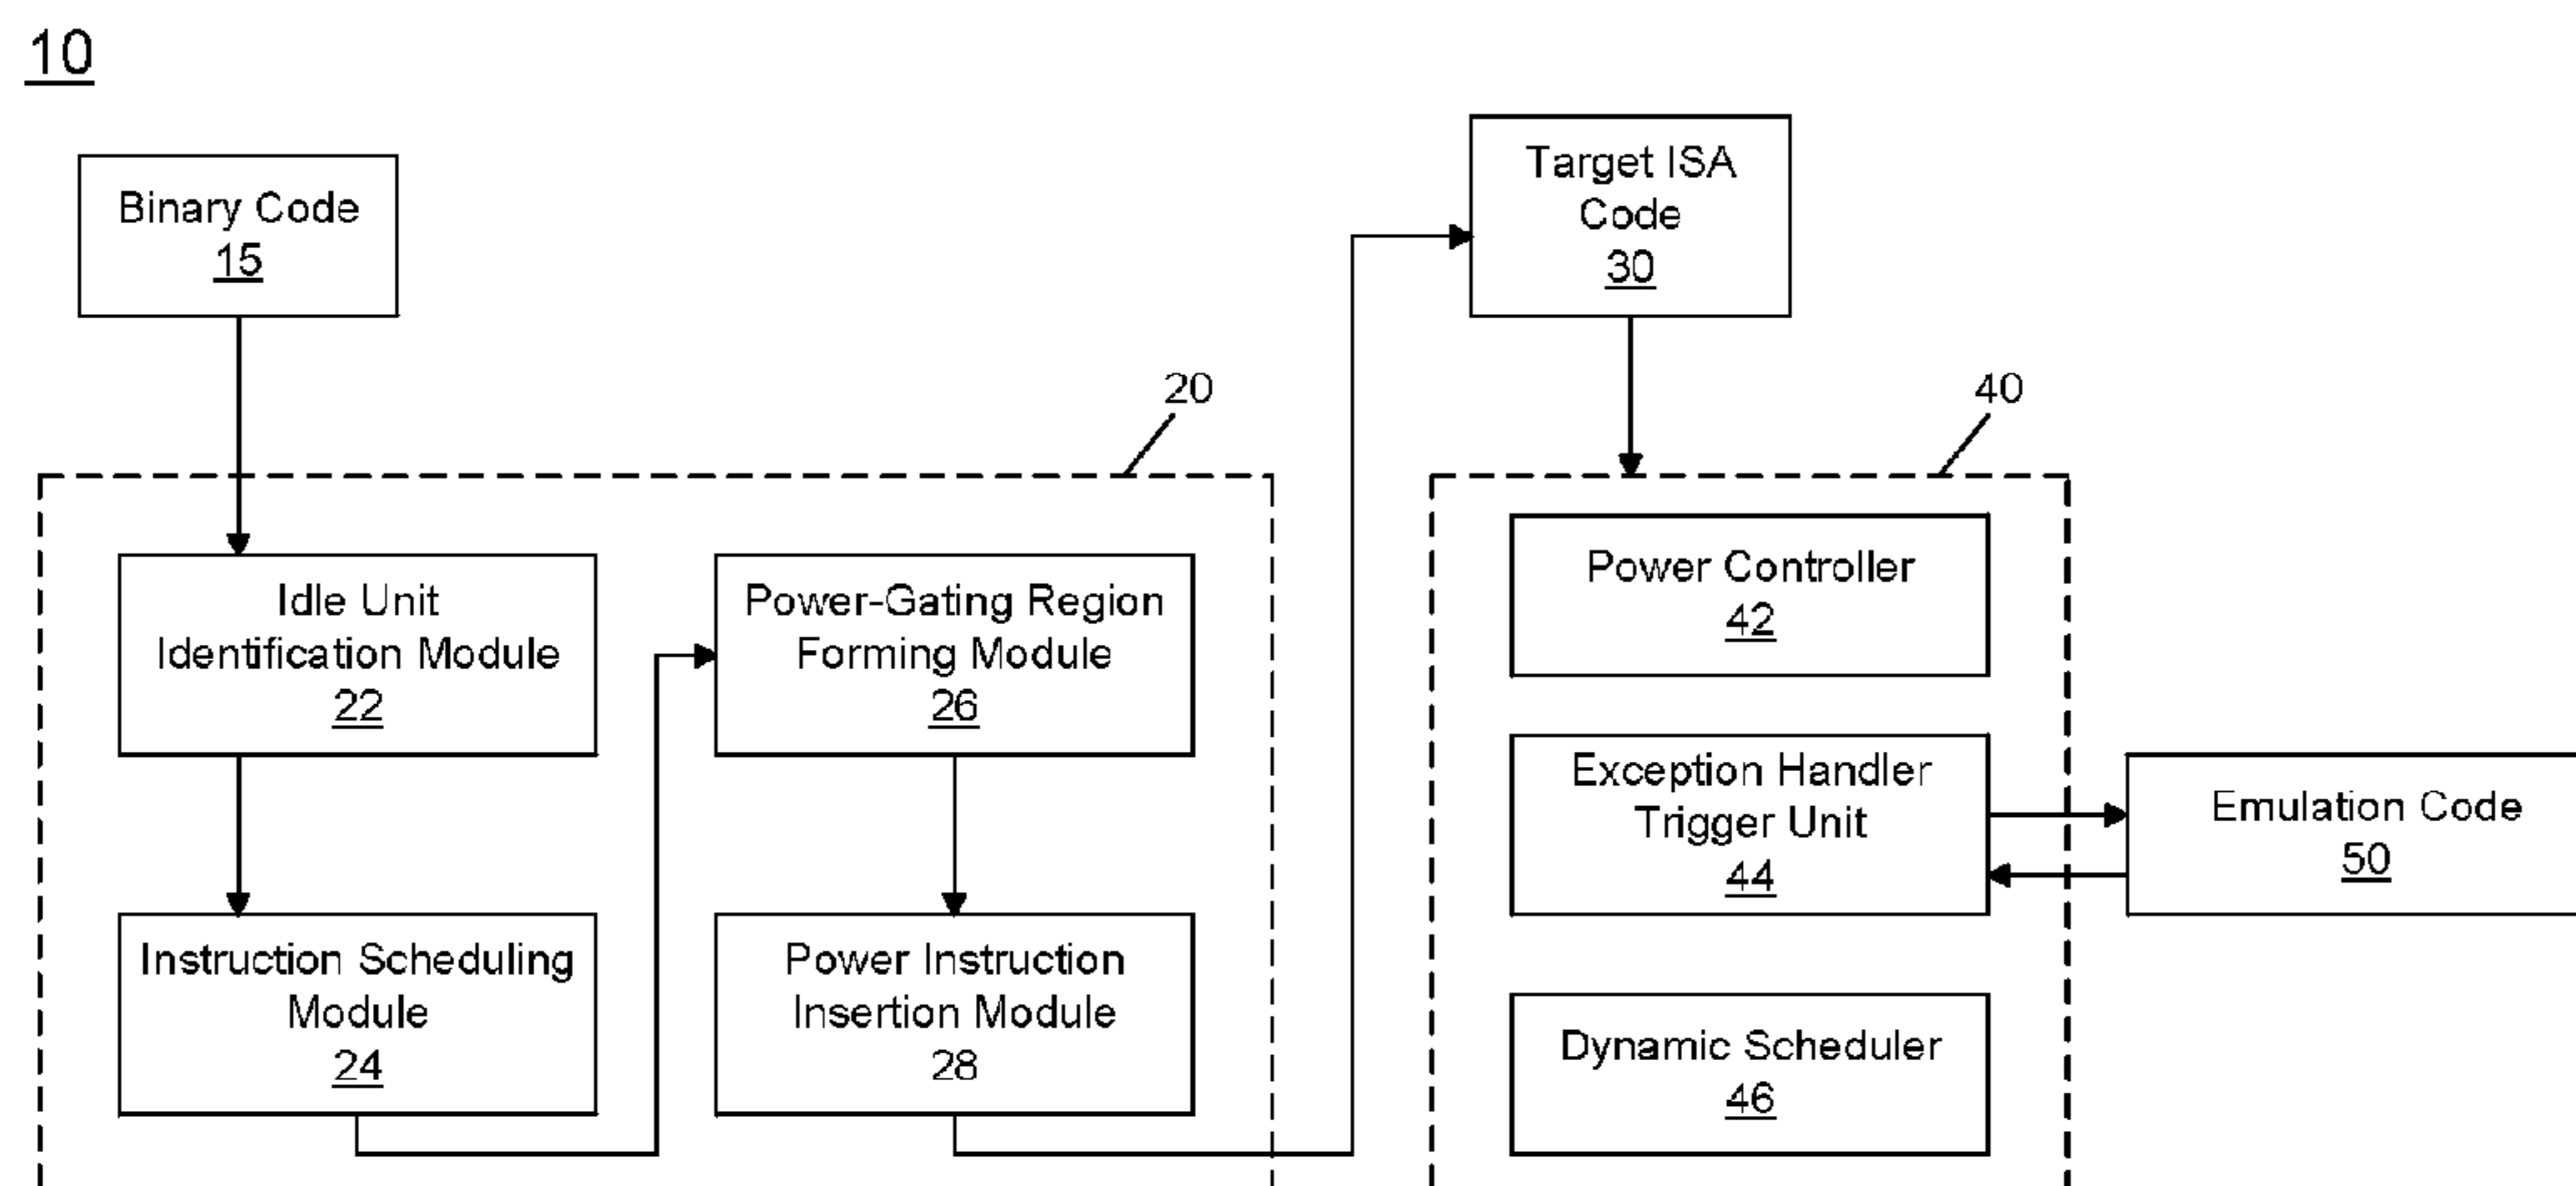 10
Binary Code
15
Target ISA
Code
30
20
40
Idle Unit
Identification Module
22
Power-Gating Region
Forming Module
26
Instruction Scheduling
Module
24
Power Instruction
Insertion Module
28
Power Controller
42
Exception Handler
Trigger Unit
44
Dynamic Scheduler
46
Emulation Code
50